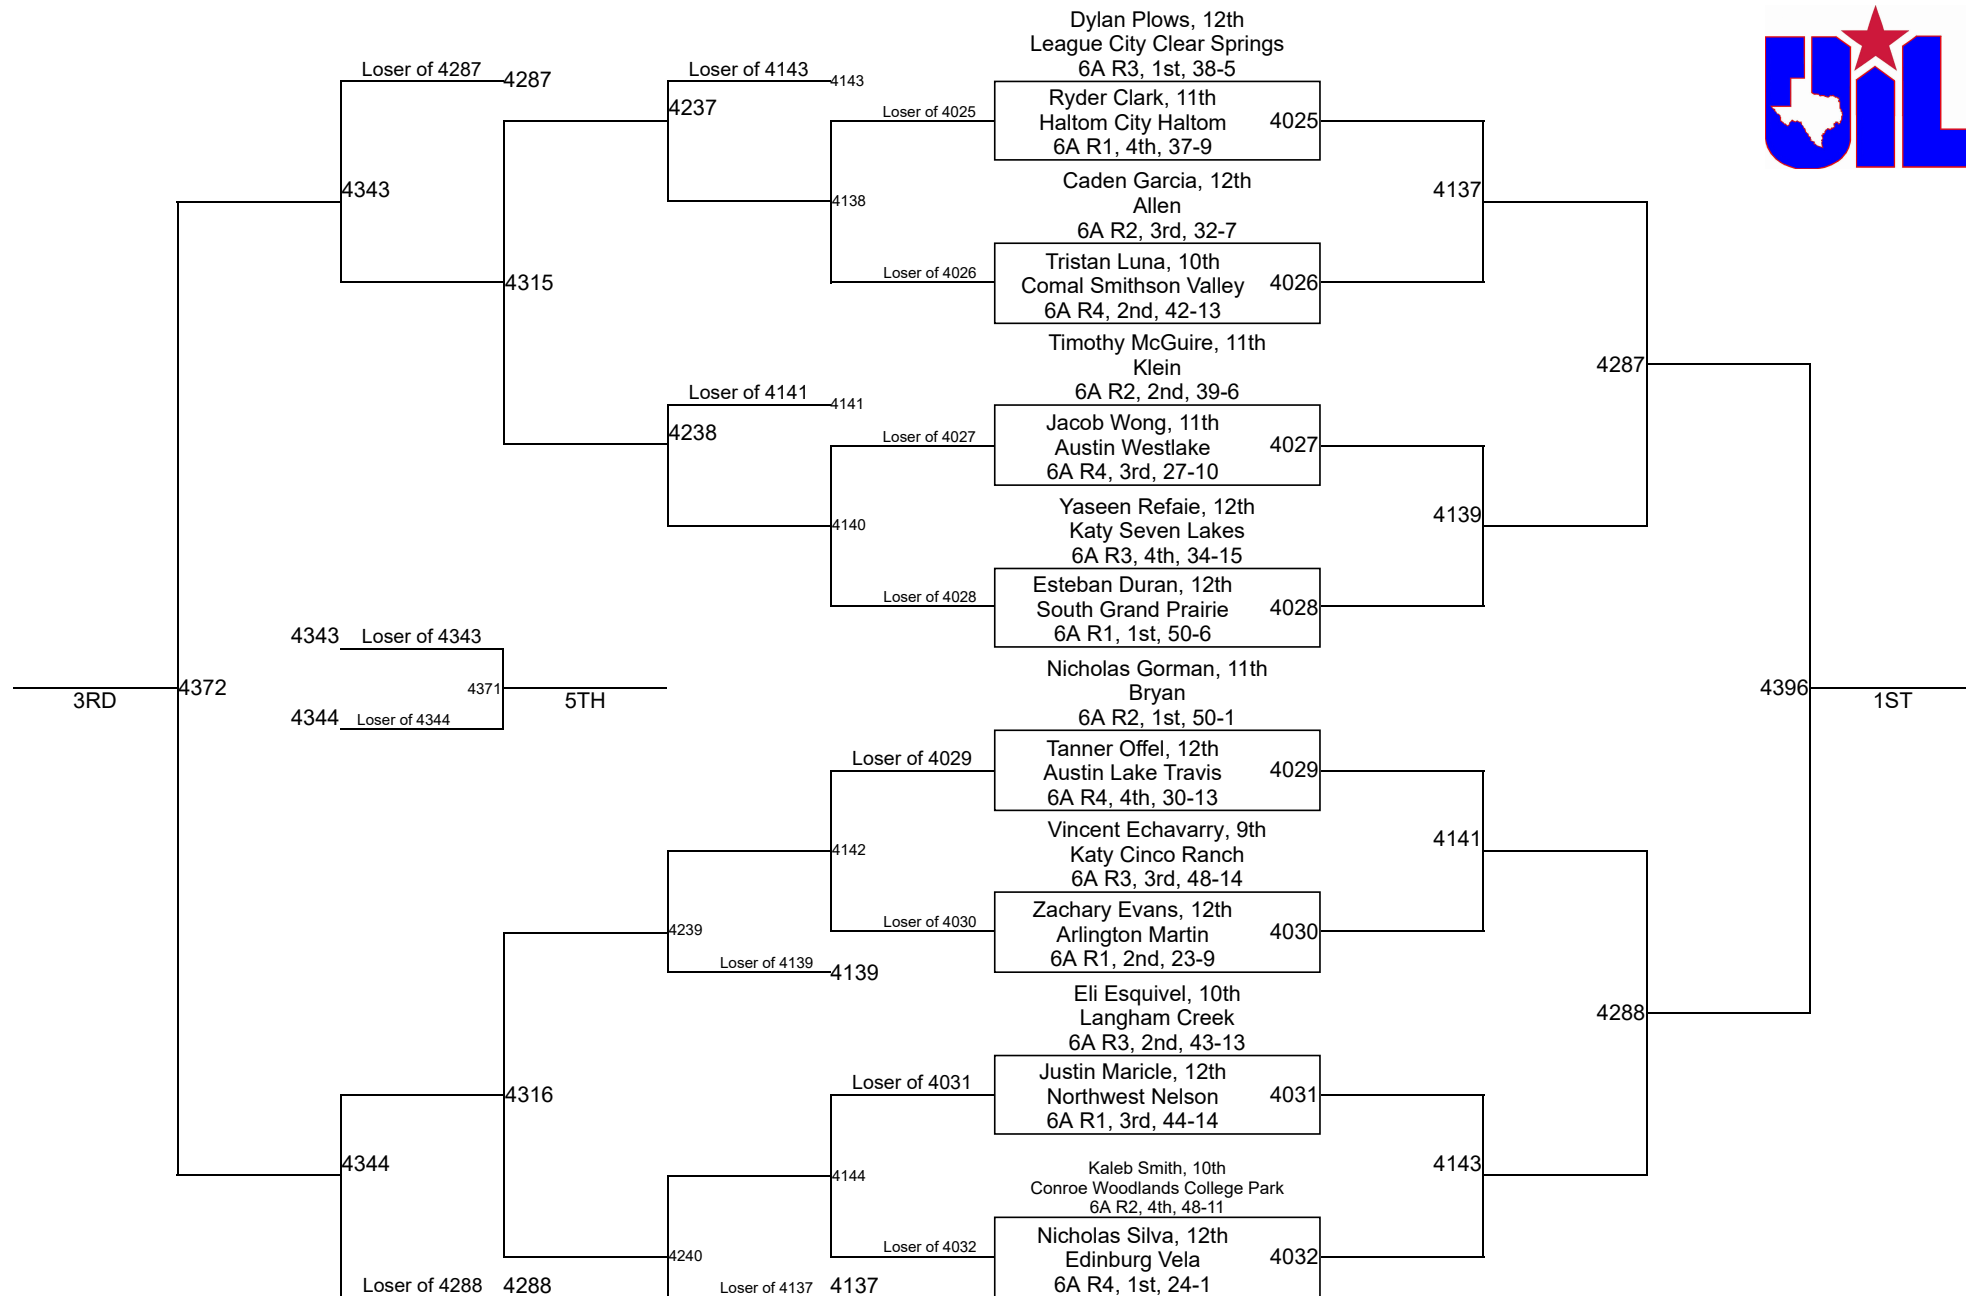 Dylan Plows, 12th
League City Clear Springs
6A R3, 1st, 38-5
Loser of 4287
4287
Loser of 4143
4143
4237
Loser of 4025
Ryder Clark, 11th
Haltom City Haltom
6A R1, 4th, 37-9
4025
UIL
4343
4138
Caden Garcia, 12th
Allen
6A R2, 3rd, 32-7
4137
4315
Loser of 4026
Tristan Luna, 10th
Comal Smithson Valley
6A R4, 2nd, 42-13
4026
Timothy McGuire, 11th
Klein
6A R2, 2nd, 39-6
4287
Loser of 4141
4141
4238
Loser of 4027
Jacob Wong, 11th
Austin Westlake
6A R4, 3rd, 27-10
4027
4140
Yaseen Refaie, 12th
Katy Seven Lakes
6A R3, 4th, 34-15
4139
Loser of 4028
Esteban Duran, 12th
South Grand Prairie
6A R1, 1st, 50-6
4028
4343
Loser of 4343
3RD
4372
4371
5TH
4344
Loser of 4344
Nicholas Gorman, 11th
Bryan
6A R2, 1st, 50-1
4396
1ST
Loser of 4029
Tanner Offel, 12th
Austin Lake Travis
6A R4, 4th, 30-13
4029
4142
Vincent Echavarry, 9th
Katy Cinco Ranch
6A R3, 3rd, 48-14
4141
4239
Loser of 4030
Zachary Evans, 12th
Arlington Martin
6A R1, 2nd, 23-9
4030
Loser of 4139
4139
Eli Esquivel, 10th
Langham Creek
6A R3, 2nd, 43-13
4288
4316
Loser of 4031
Justin Maricle, 12th
Northwest Nelson
6A R1, 3rd, 44-14
4031
4344
4144
Kaleb Smith, 10th
Conroe Woodlands College Park
6A R2, 4th, 48-11
4143
4240
Loser of 4032
Nicholas Silva, 12th
Edinburg Vela
6A R4, 1st, 24-1
4032
Loser of 4288
4288
Loser of 4137
4137